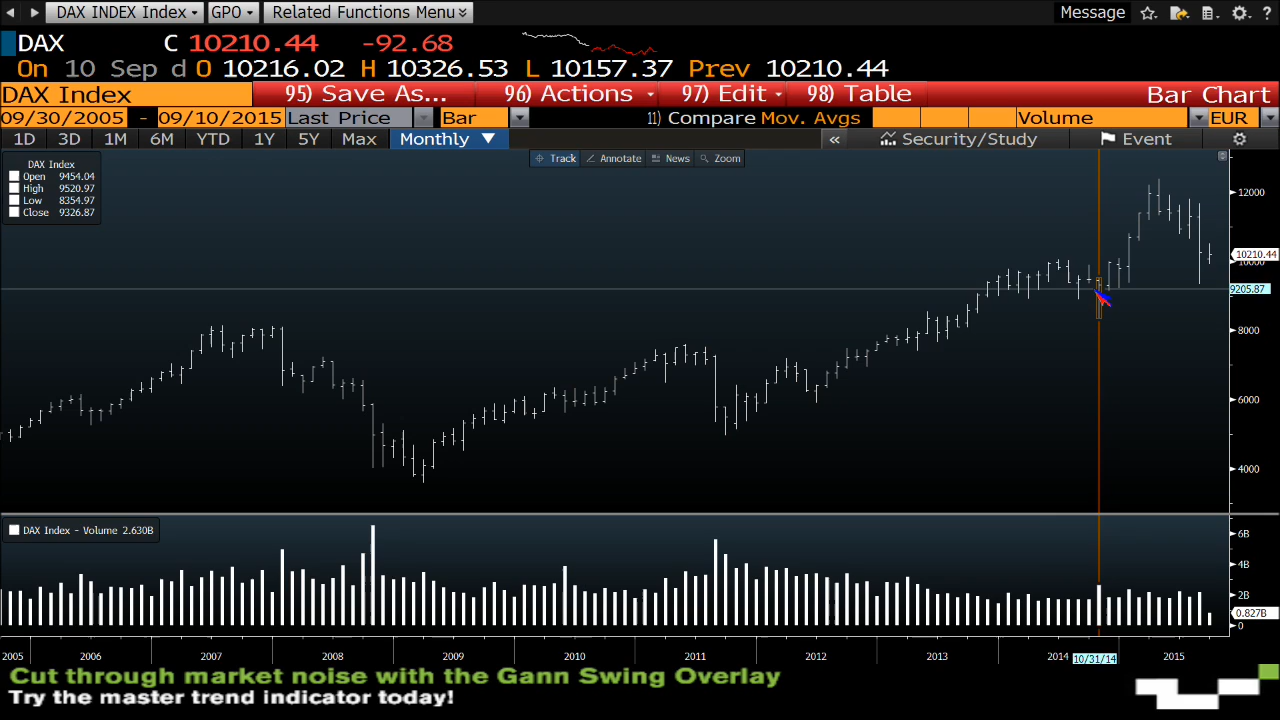 DAX INDEX Index GPO Related Functions Menu Message ?
DAX C 10210.44 -92.68
On 10 Sep d O 10216.02 H 10326.53 L 10157.37 Prev 10210.44
DAX Index 95) Save As... 96) Actions 97) Edit 98) Table Bar Chart
09/30/2005 - 09/10/2015 Last Price Bar 11) Compare Mov. Avgs Volume EUR
1D 3D 1M 6M YTD 1Y 5Y Max Monthly « Security/Study Event
Track Annotate News Zoom
DAX Index
Open 9454.04
High 9520.97
Low 8354.97
Close 9326.87
12000
10210.44
10000
9205.87
8000
6000
4000
DAX Index - Volume 2.630B
6B
4B
2B
0.827B
0
2005 2006 2007 2008 2009 2010 2011 2012 2013 2014 10/31/14 2015
Cut through market noise with the Gann Swing Overlay
Try the master trend indicator today!